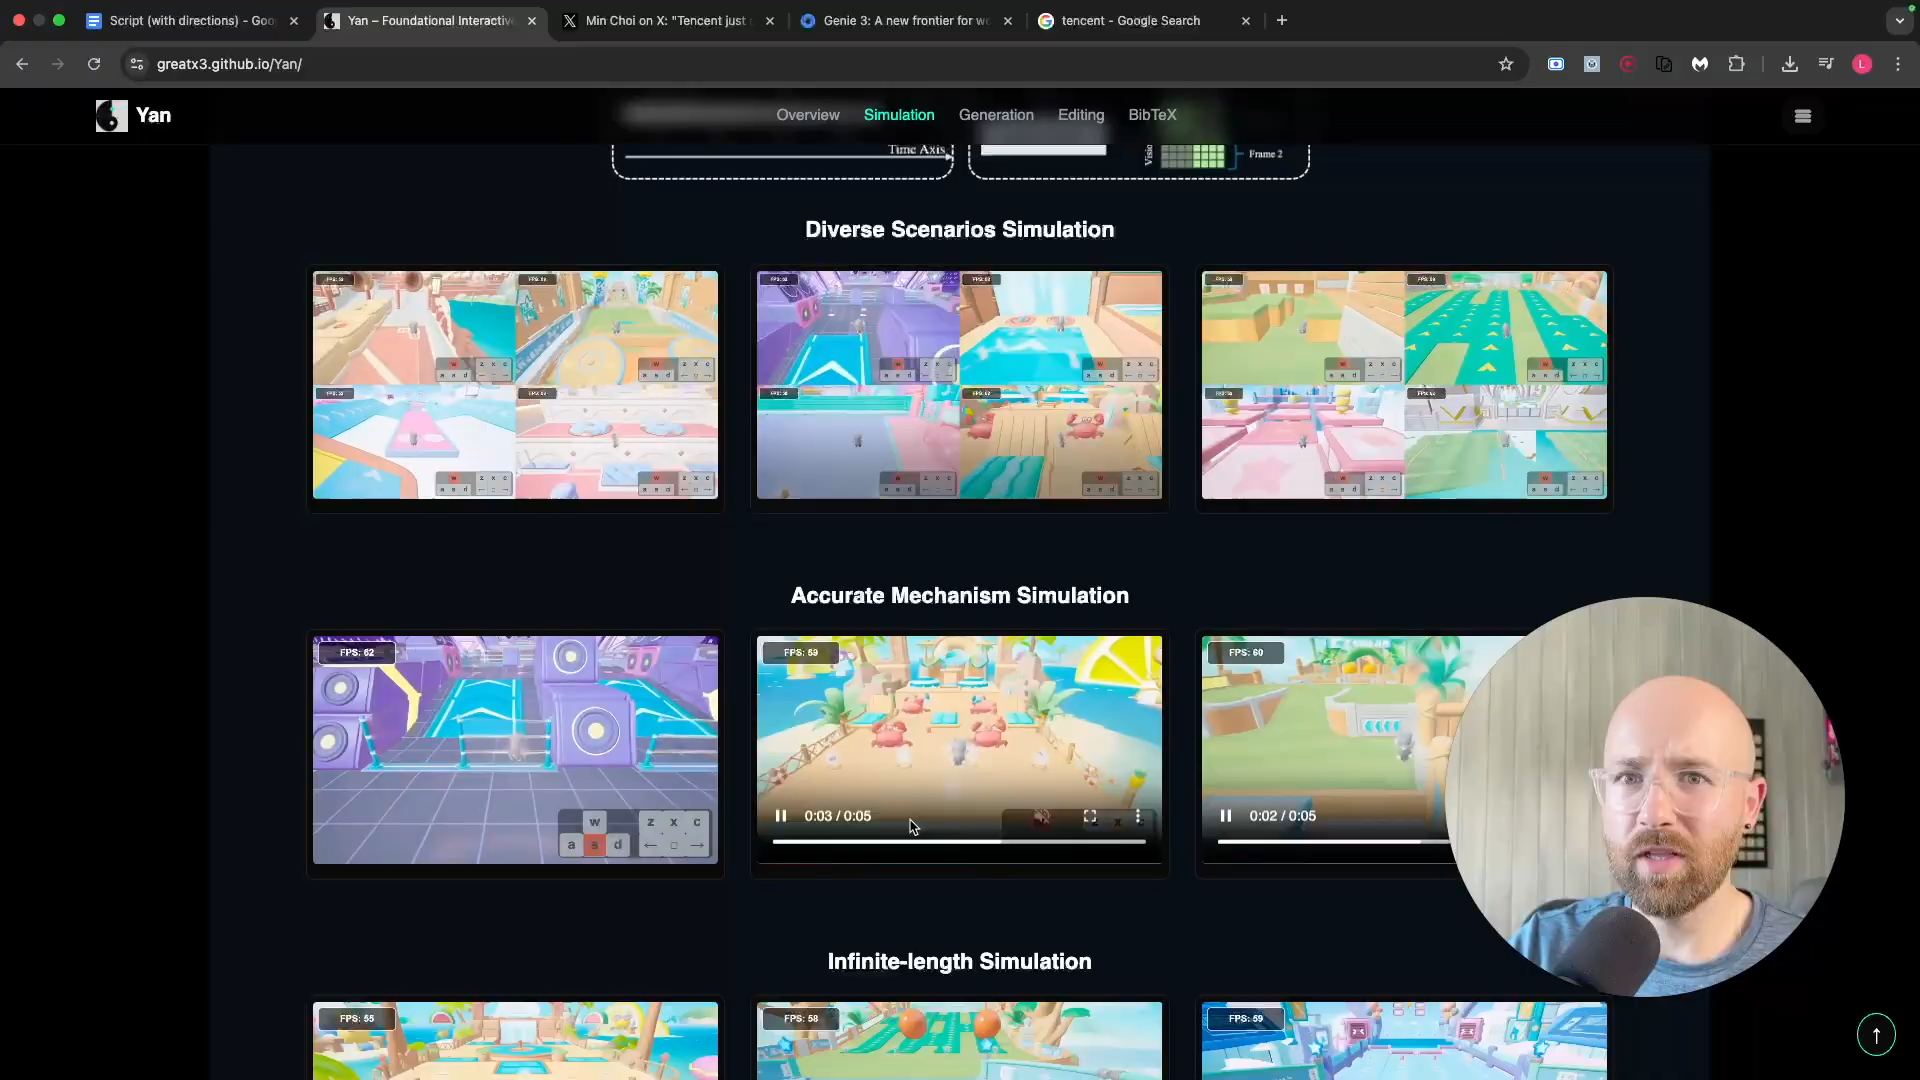 Script (with directions) - Goo
Yan – Foundational Interactive
Min Choi on X: "Tencent just
Genie 3: A new frontier for wo
tencent - Google Search
greatx3.github.io/Yan/
L
Yan
Overview
Simulation
Generation
Editing
BibTeX
Time Axis
Frame 2
Diverse Scenarios Simulation
Accurate Mechanism Simulation
FPS: 62
w
z x c
a s d
← □ →
FPS: 59
0:03 / 0:05
FPS: 60
0:02 / 0:05
Infinite-length Simulation
FPS: 55
FPS: 58
FPS: 59